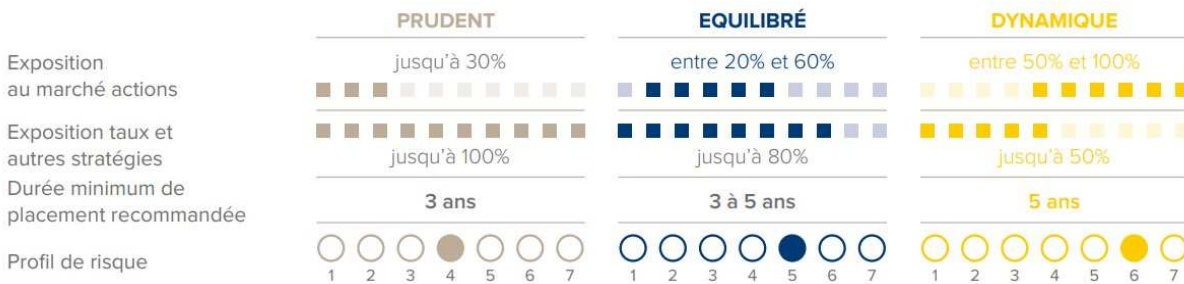 PRUDENT EQUILIBRÉ DYNAMIQUE
Exposition
au marché actions
jusqu'à 30% entre 20% et 60% entre 50% et 100%
Exposition taux et
autres stratégies
jusqu'à 100% jusqu'à 80% jusqu'à 50%
Durée minimum de
placement recommandée
3 ans 3 à 5 ans 5 ans
Profil de risque
1 2 3 4 5 6 7 1 2 3 4 5 6 7 1 2 3 4 5 6 7